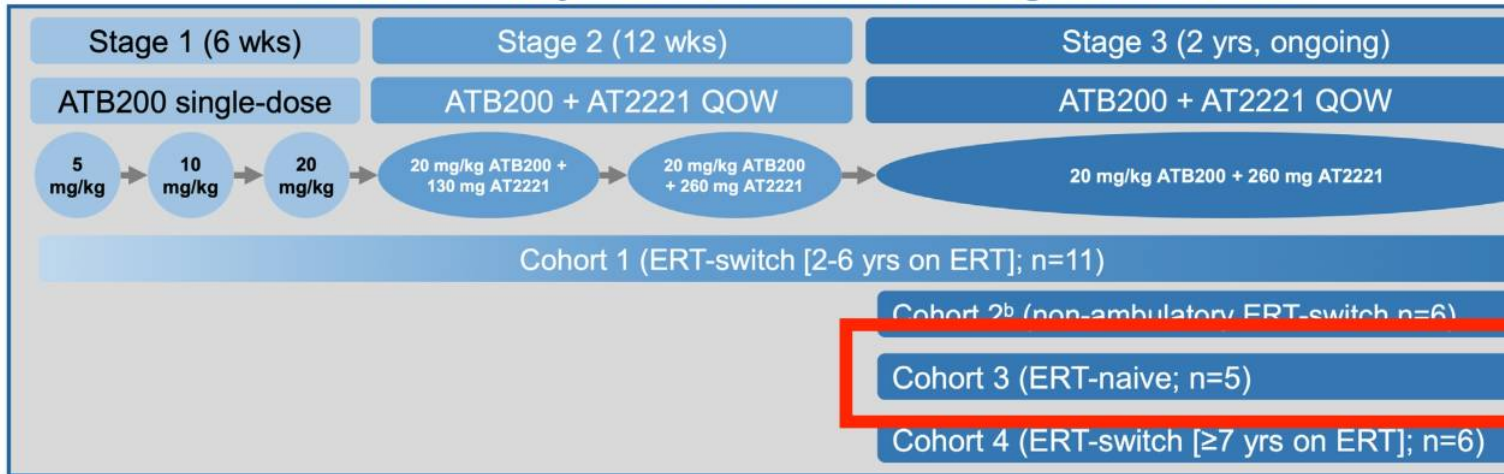 Stage 1 (6 wks)
Stage 2 (12 wks)
Stage 3 (2 yrs, ongoing)
ATB200 single-dose
ATB200 + AT2221 QOW
ATB200 + AT2221 QOW
5
mg/kg
10
mg/kg
20
mg/kg
20 mg/kg ATB200 +
130 mg AT2221
20 mg/kg ATB200
+ 260 mg AT2221
20 mg/kg ATB200 + 260 mg AT2221
Cohort 1 (ERT-switch [2-6 yrs on ERT]; n=11)
Cohort 2ᵇ (non-ambulatory ERT-switch n=6)
Cohort 3 (ERT-naive; n=5)
Cohort 4 (ERT-switch [≥7 yrs on ERT]; n=6)